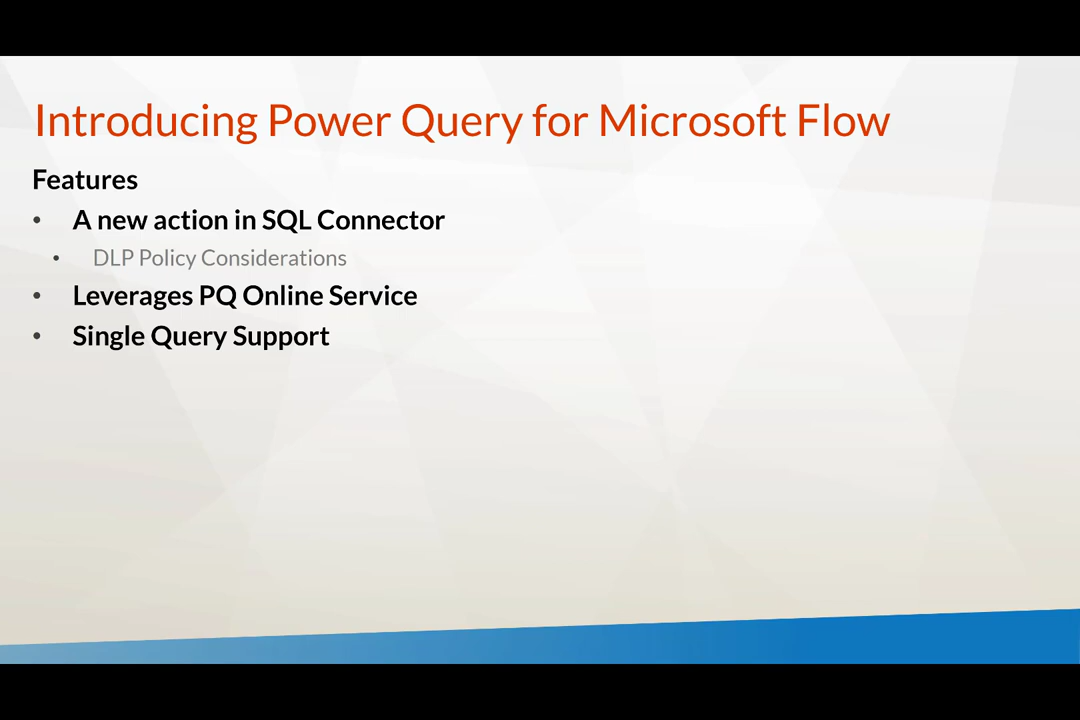 Introducing Power Query for Microsoft Flow
Features
• A new action in SQL Connector
• DLP Policy Considerations
• Leverages PQ Online Service
• Single Query Support